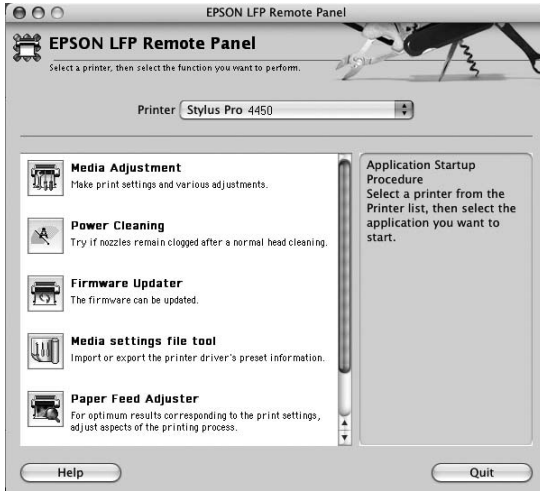 EPSON LFP Remote Panel
EPSON LFP Remote Panel
Select a printer, then select the function you want to perform.
Printer Stylus Pro 4450
Media Adjustment
Make print settings and various adjustments.
Power Cleaning
Try if nozzles remain clogged after a normal head cleaning.
Firmware Updater
The firmware can be updated.
Media settings file tool
Import or export the printer driver's preset information.
Paper Feed Adjuster
For optimum results corresponding to the print settings,
adjust aspects of the printing process.
Application Startup
Procedure
Select a printer from the
Printer list, then select the
application you want to
start.
Help
Quit